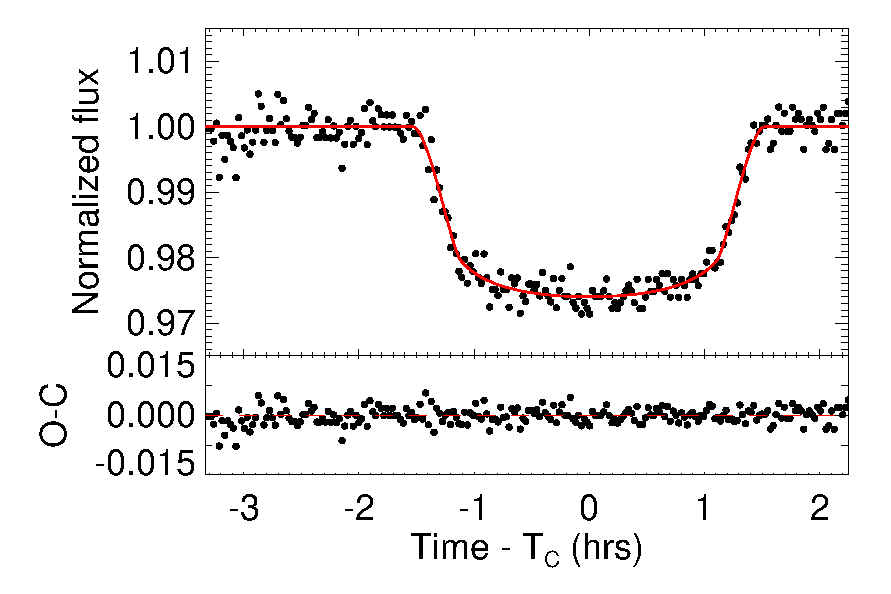 Normalized flux
1.01
1.00
0.99
0.98
0.97
O-C
0.015
0.000
-0.015
-3 -2 -1 0 1 2
Time - T_C (hrs)